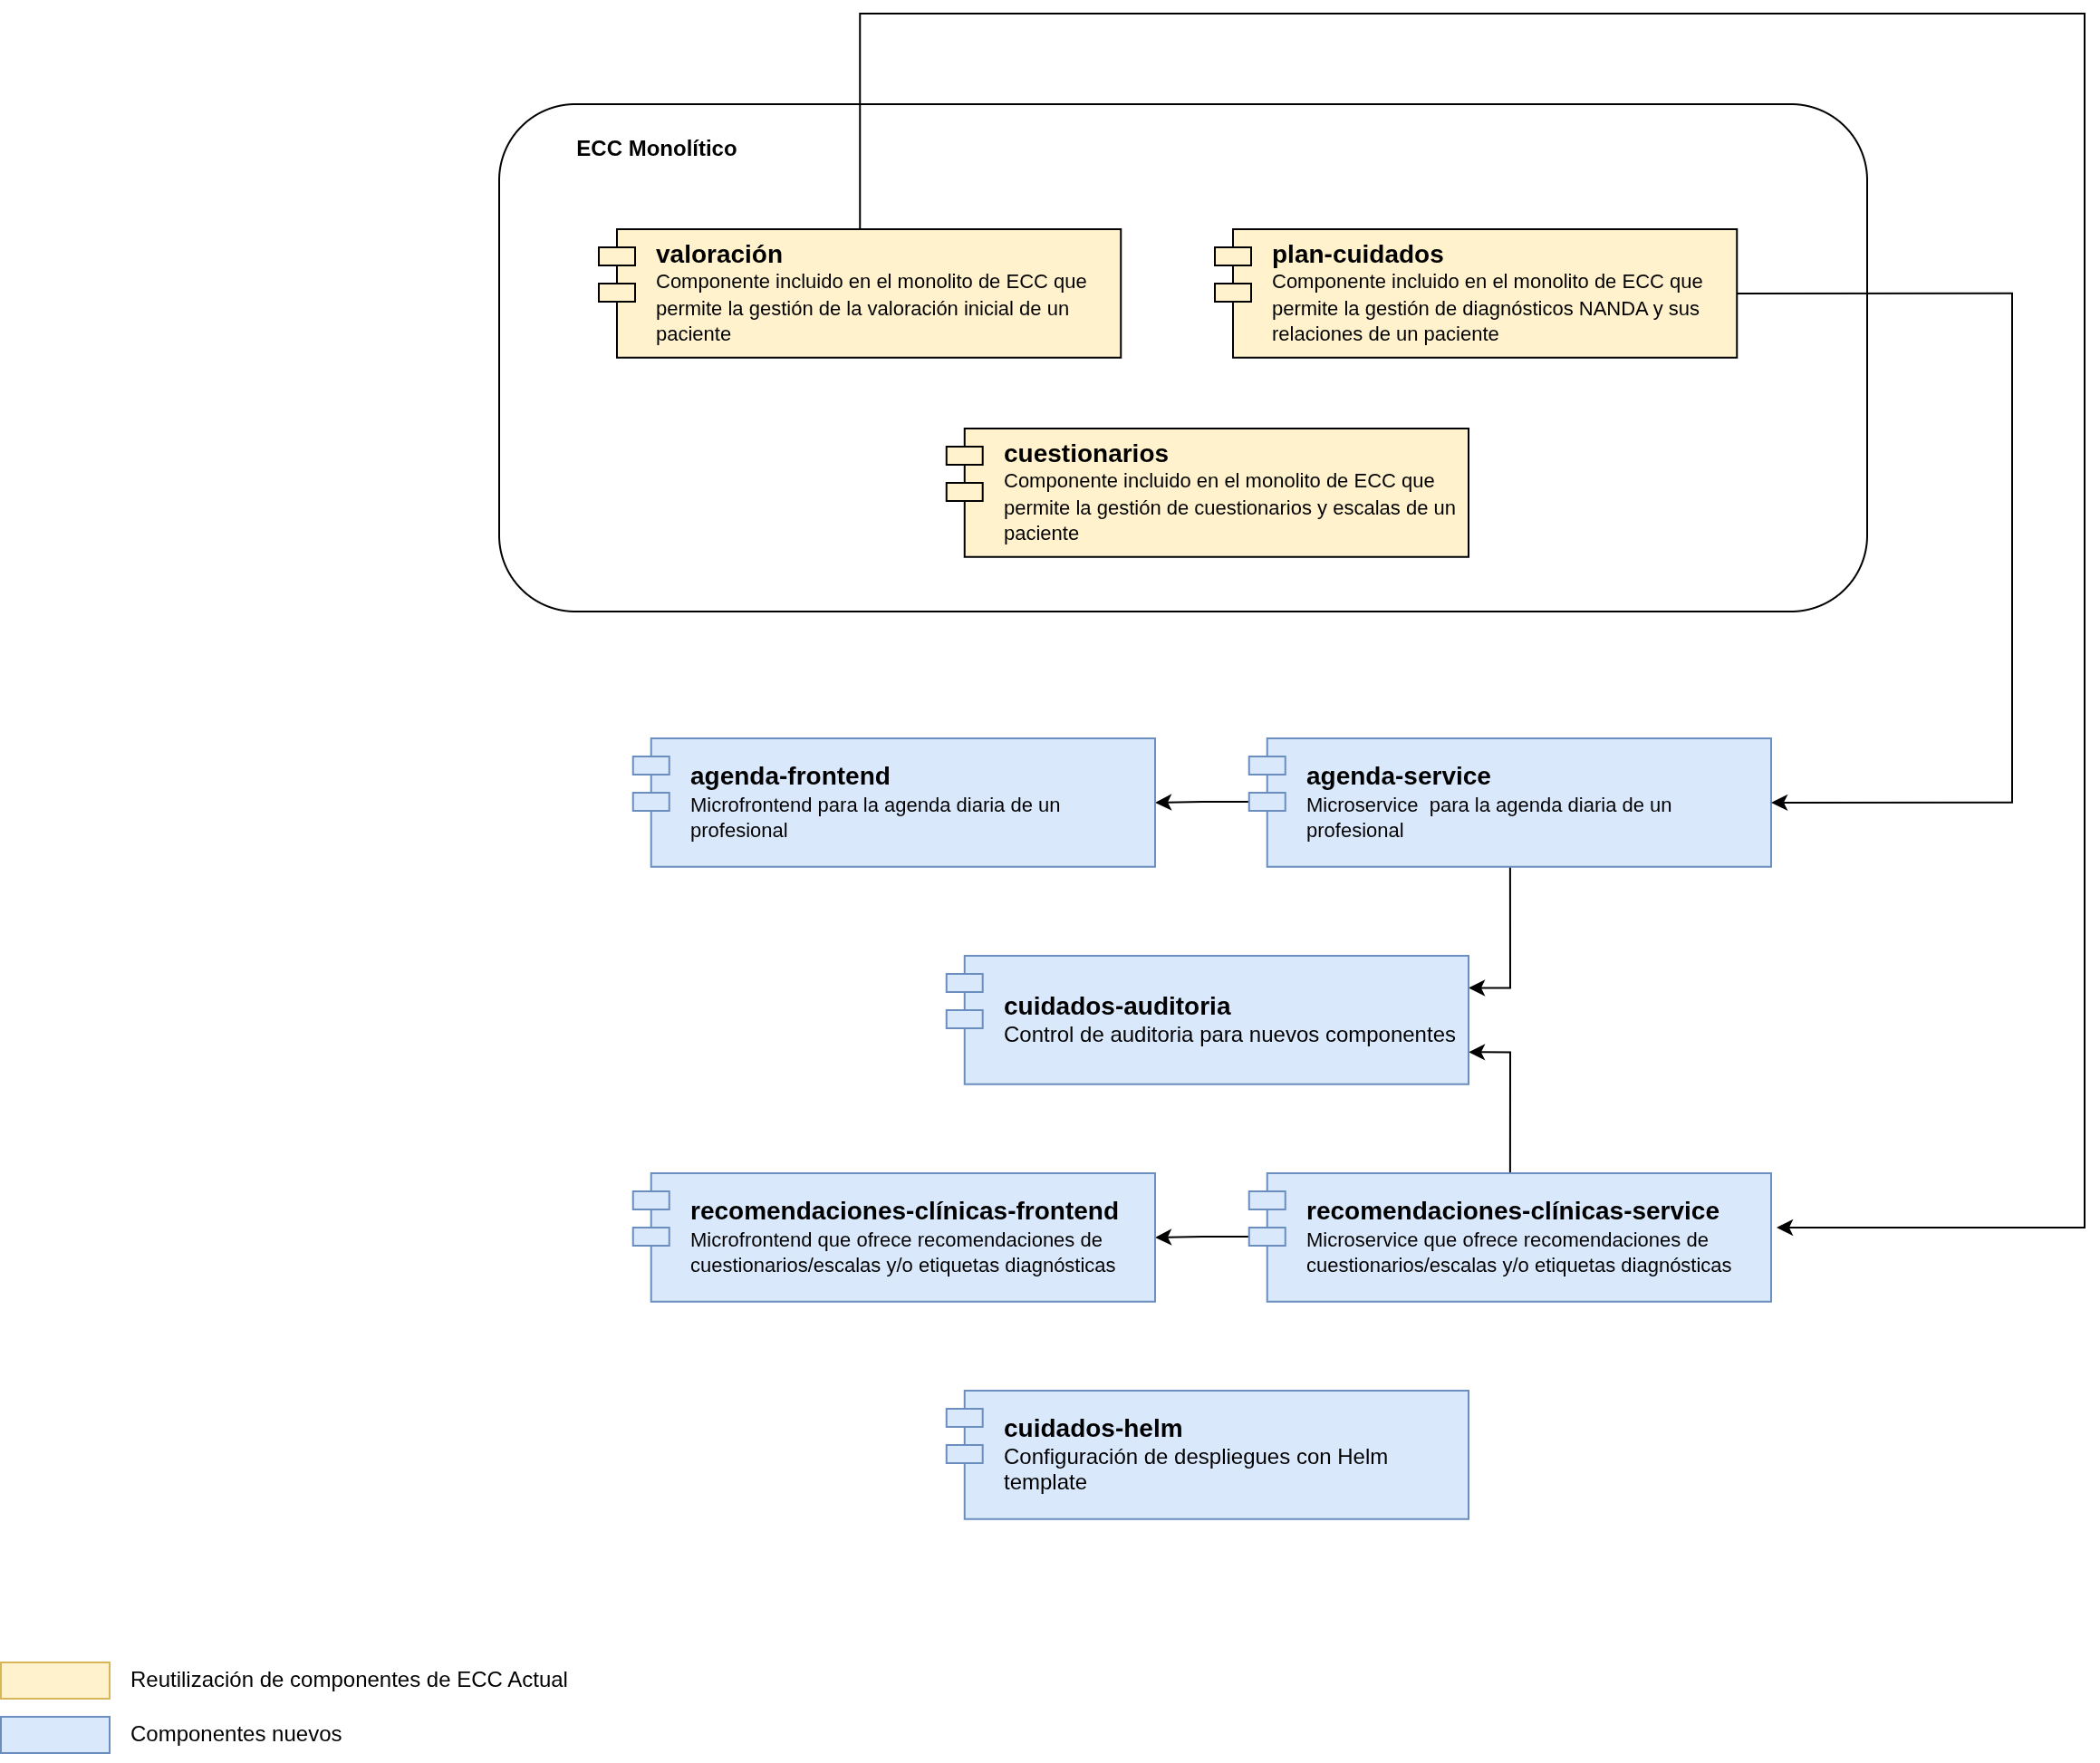 ECC Monolítico
valoración
Componente incluido en el monolito de ECC que
permite la gestión de la valoración inicial de un
paciente
plan-cuidados
Componente incluido en el monolito de ECC que
permite la gestión de diagnósticos NANDA y sus
relaciones de un paciente
cuestionarios
Componente incluido en el monolito de ECC que
permite la gestión de cuestionarios y escalas de un
paciente
agenda-frontend
Microfrontend para la agenda diaria de un
profesional
agenda-service
Microservice  para la agenda diaria de un
profesional
cuidados-auditoria
Control de auditoria para nuevos componentes
recomendaciones-clínicas-frontend
Microfrontend que ofrece recomendaciones de
cuestionarios/escalas y/o etiquetas diagnósticas
recomendaciones-clínicas-service
Microservice que ofrece recomendaciones de
cuestionarios/escalas y/o etiquetas diagnósticas
cuidados-helm
Configuración de despliegues con Helm
template
Reutilización de componentes de ECC Actual
Componentes nuevos